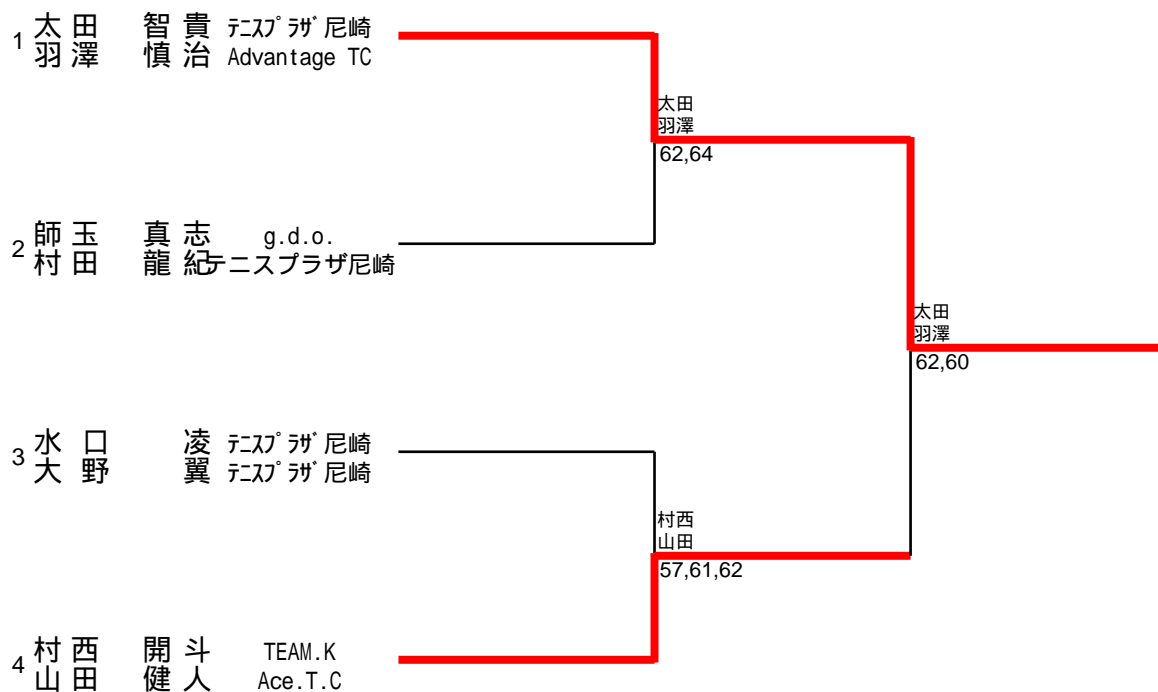 1 太田 智貴 テニスプラザ尼崎
羽澤 慎治 Advantage TC
太田
羽澤
62,64
2 師玉 真志 g.d.o.
村田 龍紀テニスプラザ尼崎
太田
羽澤
62,60
3 水口 凌 テニスプラザ尼崎
大野 翼 テニスプラザ尼崎
村西
山田
57,61,62
4 村西 開斗 TEAM.K
山田 健人 Ace.T.C